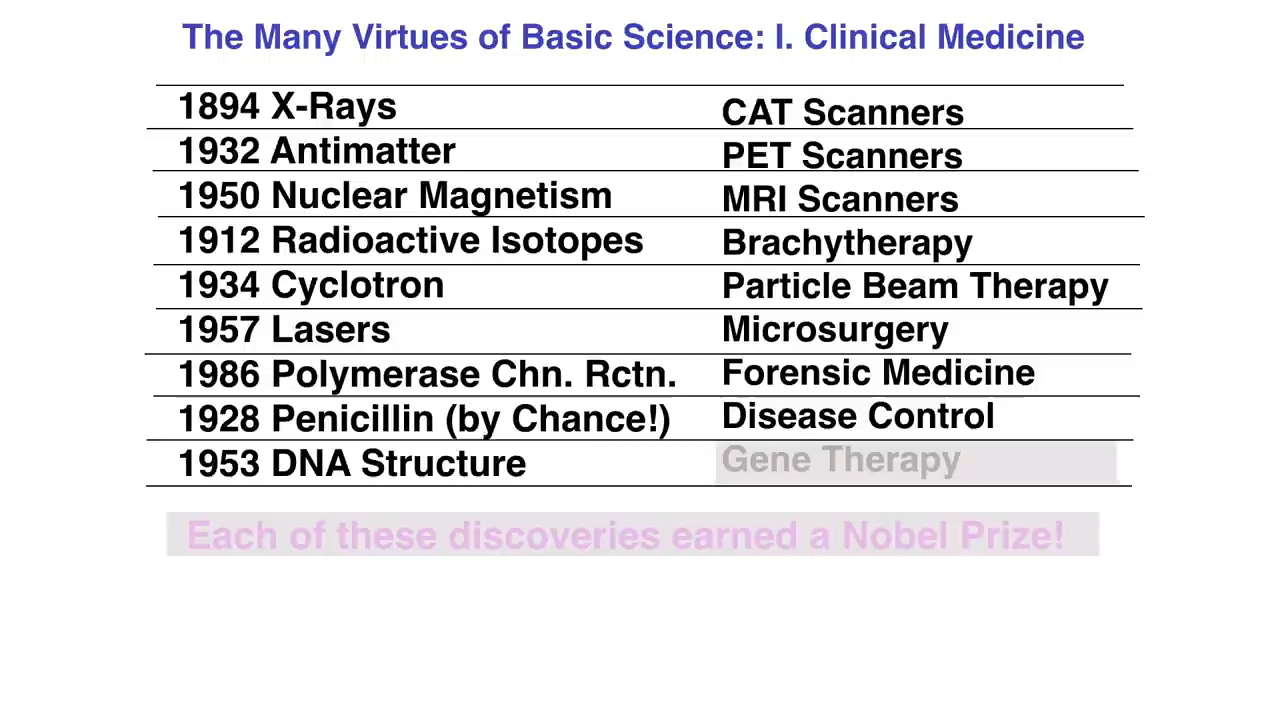 The Many Virtues of Basic Science: I. Clinical Medicine
1894 X-Rays CAT Scanners
1932 Antimatter PET Scanners
1950 Nuclear Magnetism MRI Scanners
1912 Radioactive Isotopes Brachytherapy
1934 Cyclotron Particle Beam Therapy
1957 Lasers Microsurgery
1986 Polymerase Chn. Rctn. Forensic Medicine
1928 Penicillin (by Chance!) Disease Control
1953 DNA Structure Gene Therapy
Each of these discoveries earned a Nobel Prize!